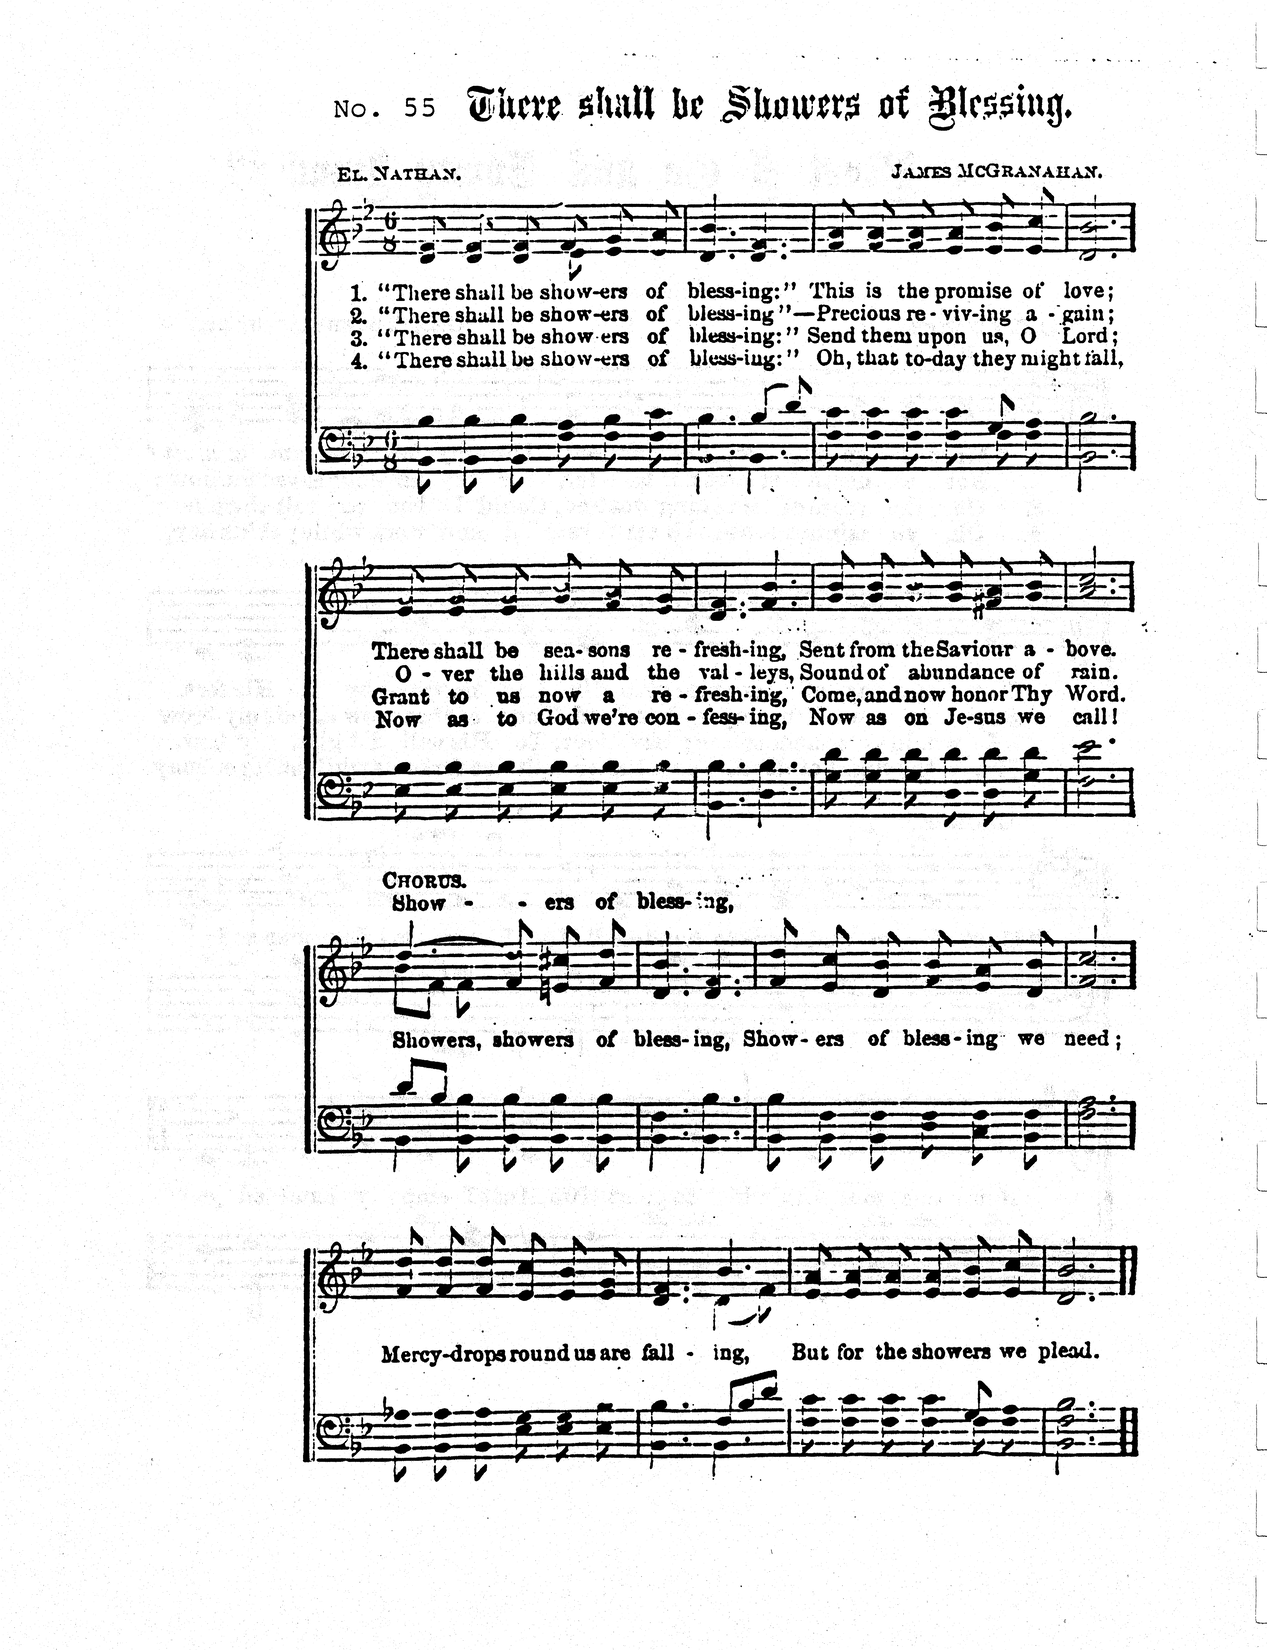 No. 55 There shall be Showers of Blessing.
El. Nathan. James McGranahan.
1. "There shall be show-ers of bless-ing:" This is the promise of love;
2. "There shall be show-ers of bless-ing"—Precious re - viv-ing a - gain;
3. "There shall be show-ers of bless-ing:" Send them upon us, O Lord;
4. "There shall be show-ers of bless-ing:" Oh, that to-day they might fall,
There shall be sea-sons re - fresh-ing, Sent from the Saviour a - bove.
O - ver the hills and the val - leys, Sound of abundance of rain.
Grant to us now a re - fresh-ing, Come, and now honor Thy Word.
Now as to God we're con - fess-ing, Now as on Je-sus we call!
Chorus.
Show - - ers of bless-ing,
Showers, showers of bless-ing, Show-ers of bless-ing we need;
Mercy-drops round us are fall - ing, But for the showers we plead.